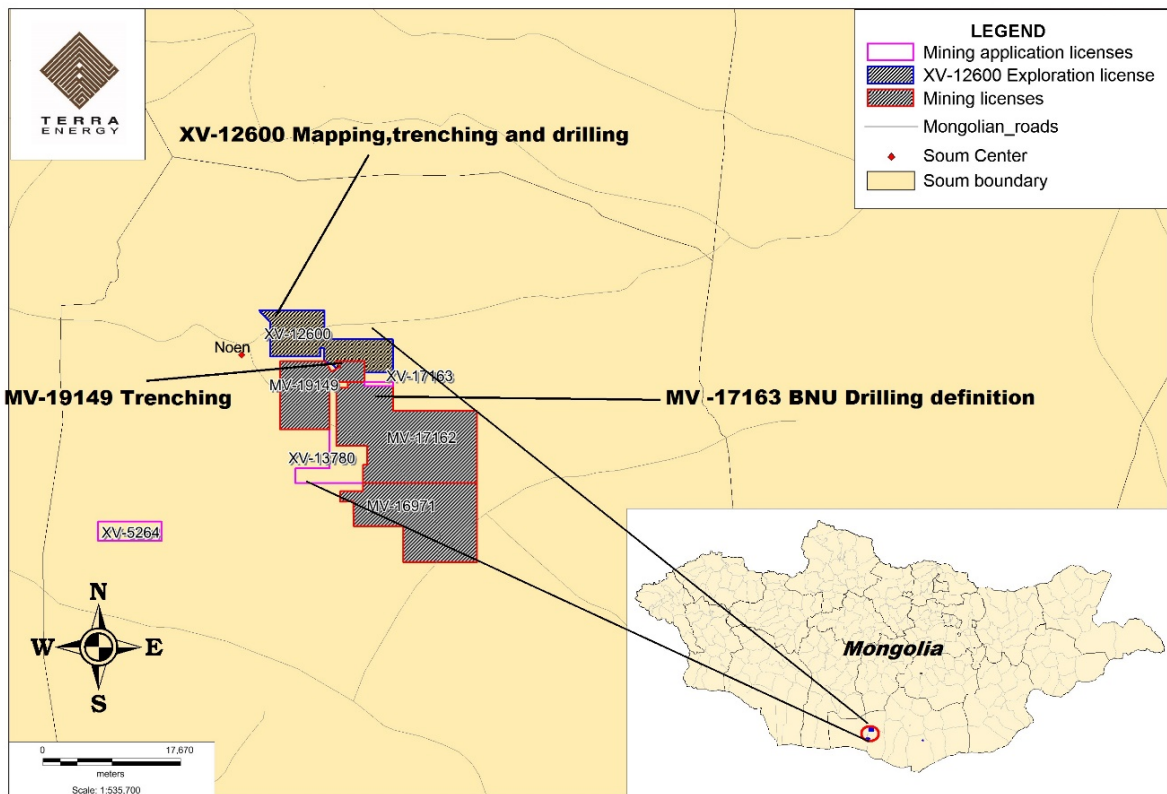 TERRA
ENERGY
LEGEND
Mining application licenses
XV-12600 Exploration license
Mining licenses
Mongolian_roads
Soum Center
Soum boundary
XV-12600 Mapping,trenching and drilling
XV-12600
Noen
XV-17163
MV-19149
MV-19149 Trenching
MV -17163 BNU Drilling definition
MV-17162
XV-13780
MV-16971
XV-5264
N
W
E
S
Mongolia
0
17,670
meters
Scale: 1:535,700